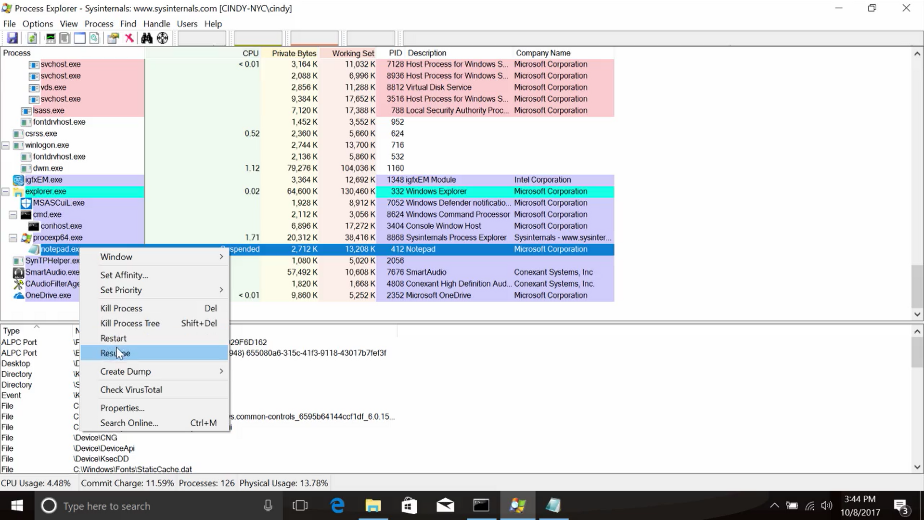 Process Explorer - Sysinternals: www.sysinternals.com [CINDY-NYC\cindy]
File Options View Process Find Handle Users Help
Process CPU Private Bytes Working Set PID Description Company Name
svchost.exe < 0.01 3,164 K 11,032 K 7128 Host Process for Windows S... Microsoft Corporation
svchost.exe 2,088 K 6,996 K 8936 Host Process for Windows S... Microsoft Corporation
vds.exe 2,856 K 11,288 K 8812 Virtual Disk Service Microsoft Corporation
svchost.exe 9,384 K 17,652 K 3516 Host Process for Windows S... Microsoft Corporation
lsass.exe 7,120 K 17,388 K 788 Local Security Authority Proc... Microsoft Corporation
fontdrvhost.exe 1,452 K 3,552 K 952
csrss.exe 0.52 2,360 K 5,660 K 624
winlogon.exe 2,744 K 13,700 K 716
fontdrvhost.exe 2,136 K 5,860 K 532
dwm.exe 1.12 79,276 K 104,036 K 1160
igfxEM.exe 3,364 K 12,692 K 1348 igfxEM Module Intel Corporation
explorer.exe 0.02 64,600 K 130,460 K 332 Windows Explorer Microsoft Corporation
MSASCuiL.exe 1,928 K 8,912 K 7052 Windows Defender notificatio... Microsoft Corporation
cmd.exe 2,112 K 3,056 K 8624 Windows Command Processor Microsoft Corporation
conhost.exe 6,896 K 17,272 K 3404 Console Window Host Microsoft Corporation
procexp64.exe 1.71 20,312 K 38,416 K 8868 Sysinternals Process Explorer Sysinternals - www.sysinter...
notepad.exe spended 2,712 K 13,208 K 412 Notepad Microsoft Corporation
SynTPHelper.exe 1,080 K 5,420 K 2056
SmartAudio.exe 57,492 K 10,608 K 7676 SmartAudio Conexant Systems, Inc
CAudioFilterAge 1,820 K 1,668 K 4808 Conexant High Definition Aud... Conexant Systems, Inc.
OneDrive.exe < 0.01 9,860 K 5,252 K 2352 Microsoft OneDrive Microsoft Corporation
Window
Set Affinity...
Set Priority
Kill Process Del
Kill Process Tree Shift+Del
Restart
Resume
Create Dump
Check VirusTotal
Properties...
Search Online... Ctrl+M
Type N
ALPC Port \R 29F6D162
ALPC Port \B 948) 655080a6-315c-41f3-9118-43017b7fef3f
Desktop \D
Directory \K
Directory \S
Event \K
File C:
File C: es.common-controls_6595b64144ccf1df_6.0.15...
File C:
File \Device\CNG
File \Device\DeviceApi
File \Device\KsecDD
File C:\Windows\Fonts\StaticCache.dat
CPU Usage: 4.48% Commit Charge: 11.59% Processes: 126 Physical Usage: 13.78%
Type here to search
3:44 PM
10/8/2017
3